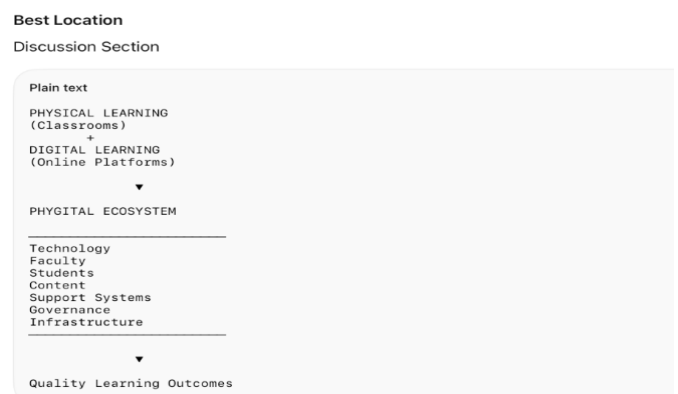 Best Location
Discussion Section
Plain text
PHYSICAL LEARNING
(Classrooms)
+
DIGITAL LEARNING
(Online Platforms)
▼
PHYGITAL ECOSYSTEM
Technology
Faculty
Students
Content
Support Systems
Governance
Infrastructure
▼
Quality Learning Outcomes